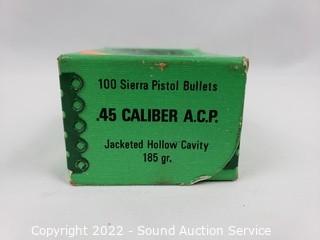 100 Sierra Pistol Bullets
.45 CALIBER A.C.P.
Jacketed Hollow Cavity
185 gr.
Copyright 2022 - Sound Auction Service